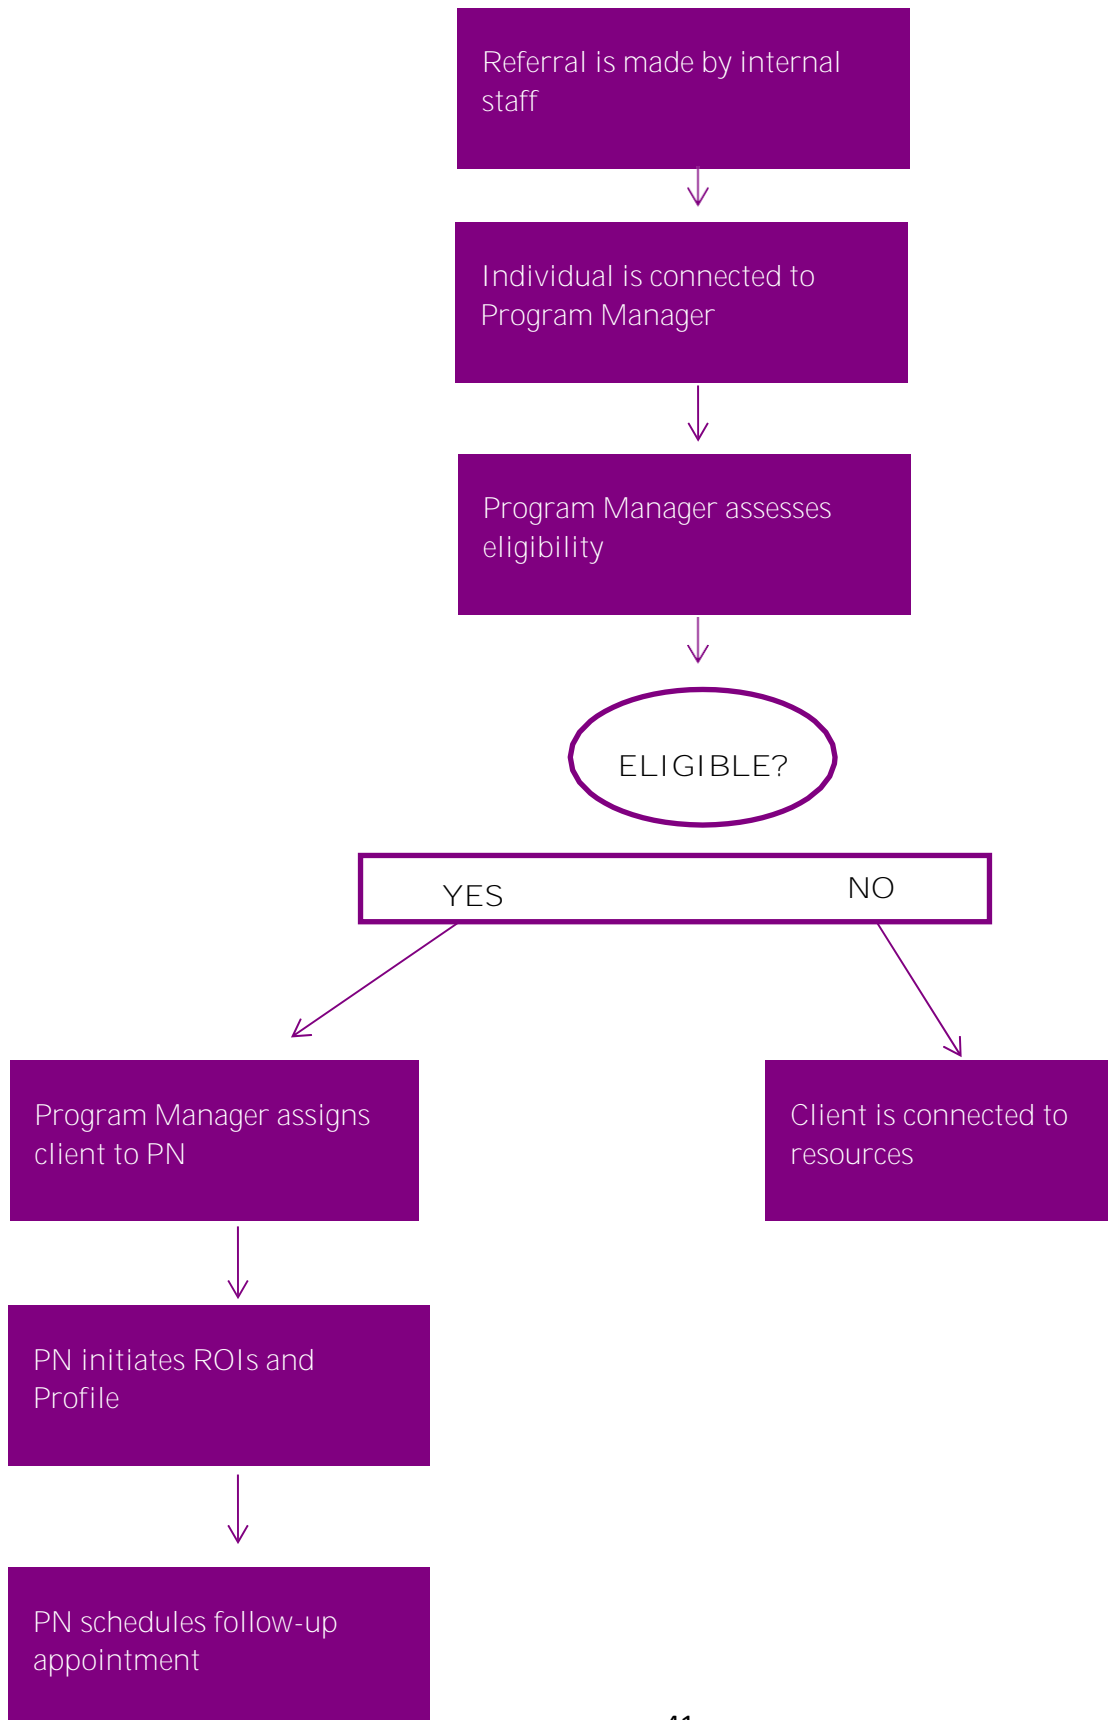 Referral is made by internal
staff
Individual is connected to
Program Manager
Program Manager assesses
eligibility
ELIGIBLE?
YES
NO
Program Manager assigns
client to PN
Client is connected to
resources
PN initiates ROIs and
Profile
PN schedules follow-up
appointment
41